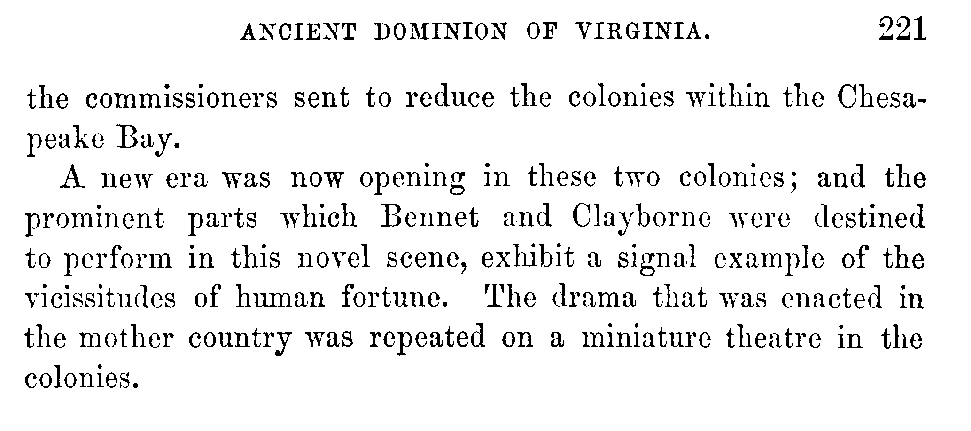 ANCIENT DOMINION OF VIRGINIA. 221
the commissioners sent to reduce the colonies within the Chesa-
peake Bay.
A new era was now opening in these two colonies; and the
prominent parts which Bennet and Clayborne were destined
to perform in this novel scene, exhibit a signal example of the
vicissitudes of human fortune. The drama that was enacted in
the mother country was repeated on a miniature theatre in the
colonies.